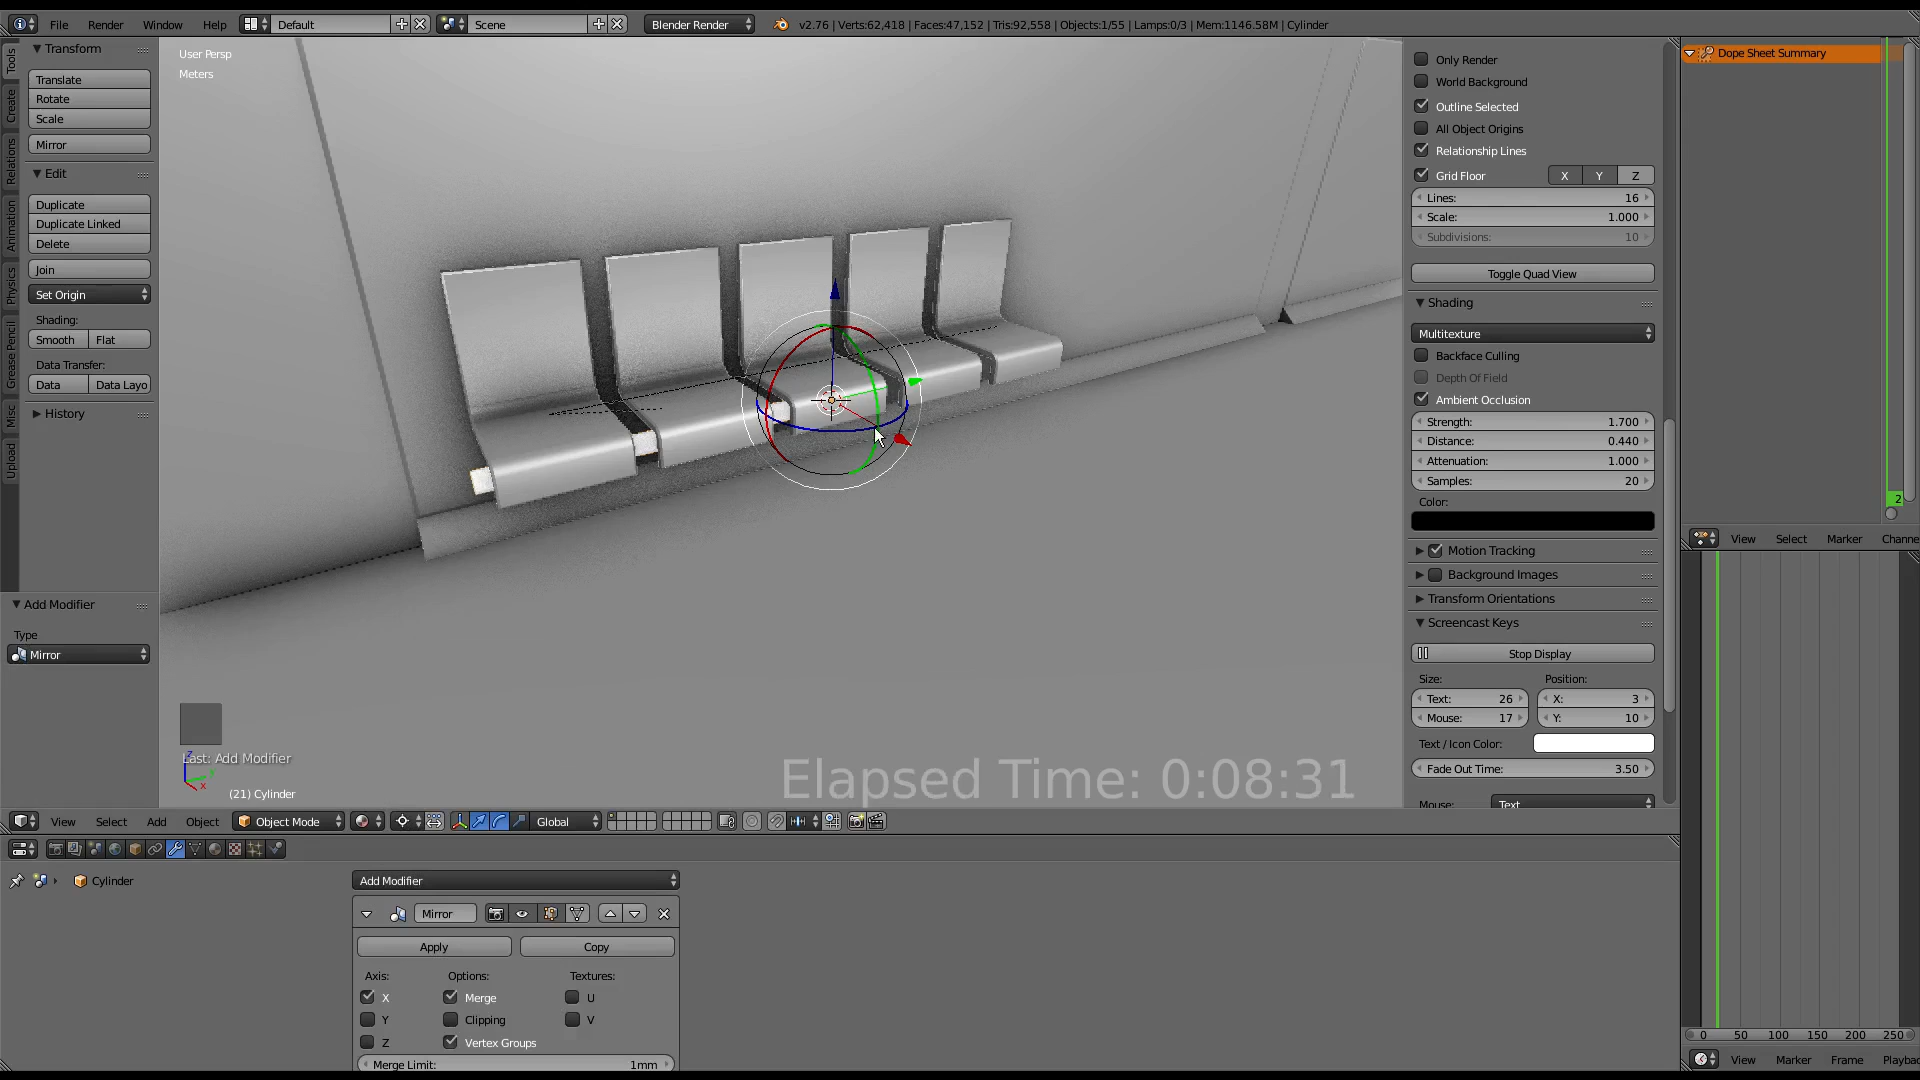 File Render Window Help Default Scene Blender Render v2.76 | Verts:62,418 | Faces:47,152 | Tris:92,558 | Objects:1/55 | Lamps:0/3 | Mem:1146.58M | Cylinder
Tools
Create
Relations
Animation
Physics
Grease Pencil
Misc
Upload
Transform
Translate
Rotate
Scale
Mirror
Edit
Duplicate
Duplicate Linked
Delete
Join
Set Origin
Shading:
Smooth Flat
Data Transfer:
Data Data Layo
History
Add Modifier
Type
Mirror
User Persp
Meters
Last: Add Modifier
z
y
x
(21) Cylinder
Elapsed Time: 0:08:31
View Select Add Object Object Mode Global
Only Render
World Background
Outline Selected
All Object Origins
Relationship Lines
Grid Floor X Y Z
Lines: 16
Scale: 1.000
Subdivisions: 10
Toggle Quad View
Shading
Multitexture
Backface Culling
Depth Of Field
Ambient Occlusion
Strength: 1.700
Distance: 0.440
Attenuation: 1.000
Samples: 20
Color:
Motion Tracking
Background Images
Transform Orientations
Screencast Keys
Stop Display
Size: Position:
Text: 26 X: 3
Mouse: 17 Y: 10
Text / Icon Color:
Fade Out Time: 3.50
Mouse: Text
Dope Sheet Summary
2
View Select Marker Channe
0 50 100 150 200 250
View Marker Frame Playbac
Cylinder
Add Modifier
Mirror
Apply Copy
Axis: Options: Textures:
X Merge U
Y Clipping V
Z Vertex Groups
Merge Limit: 1mm